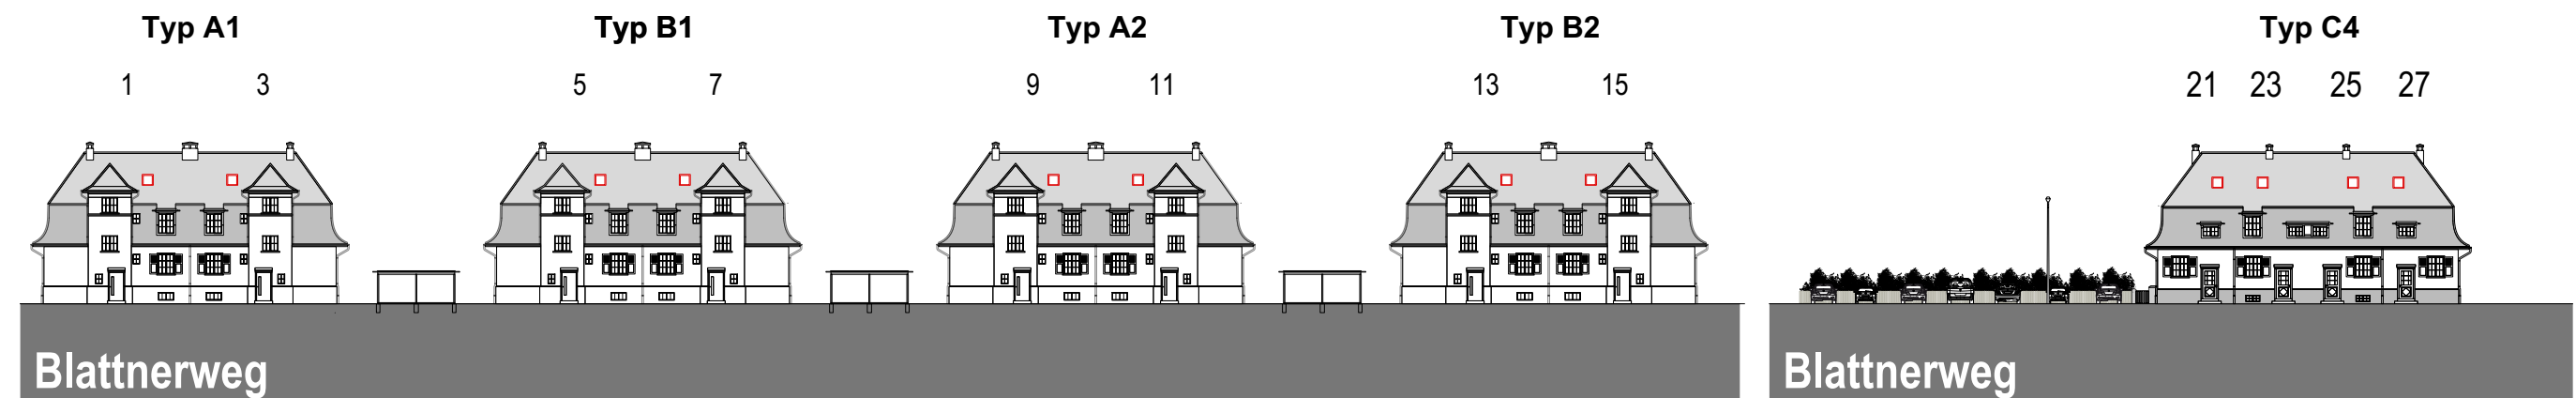 Typ A1 Typ B1 Typ A2 Typ B2 Typ C4
1 3 5 7 9 11 13 15 21 23 25 27
Blattnerweg Blattnerweg